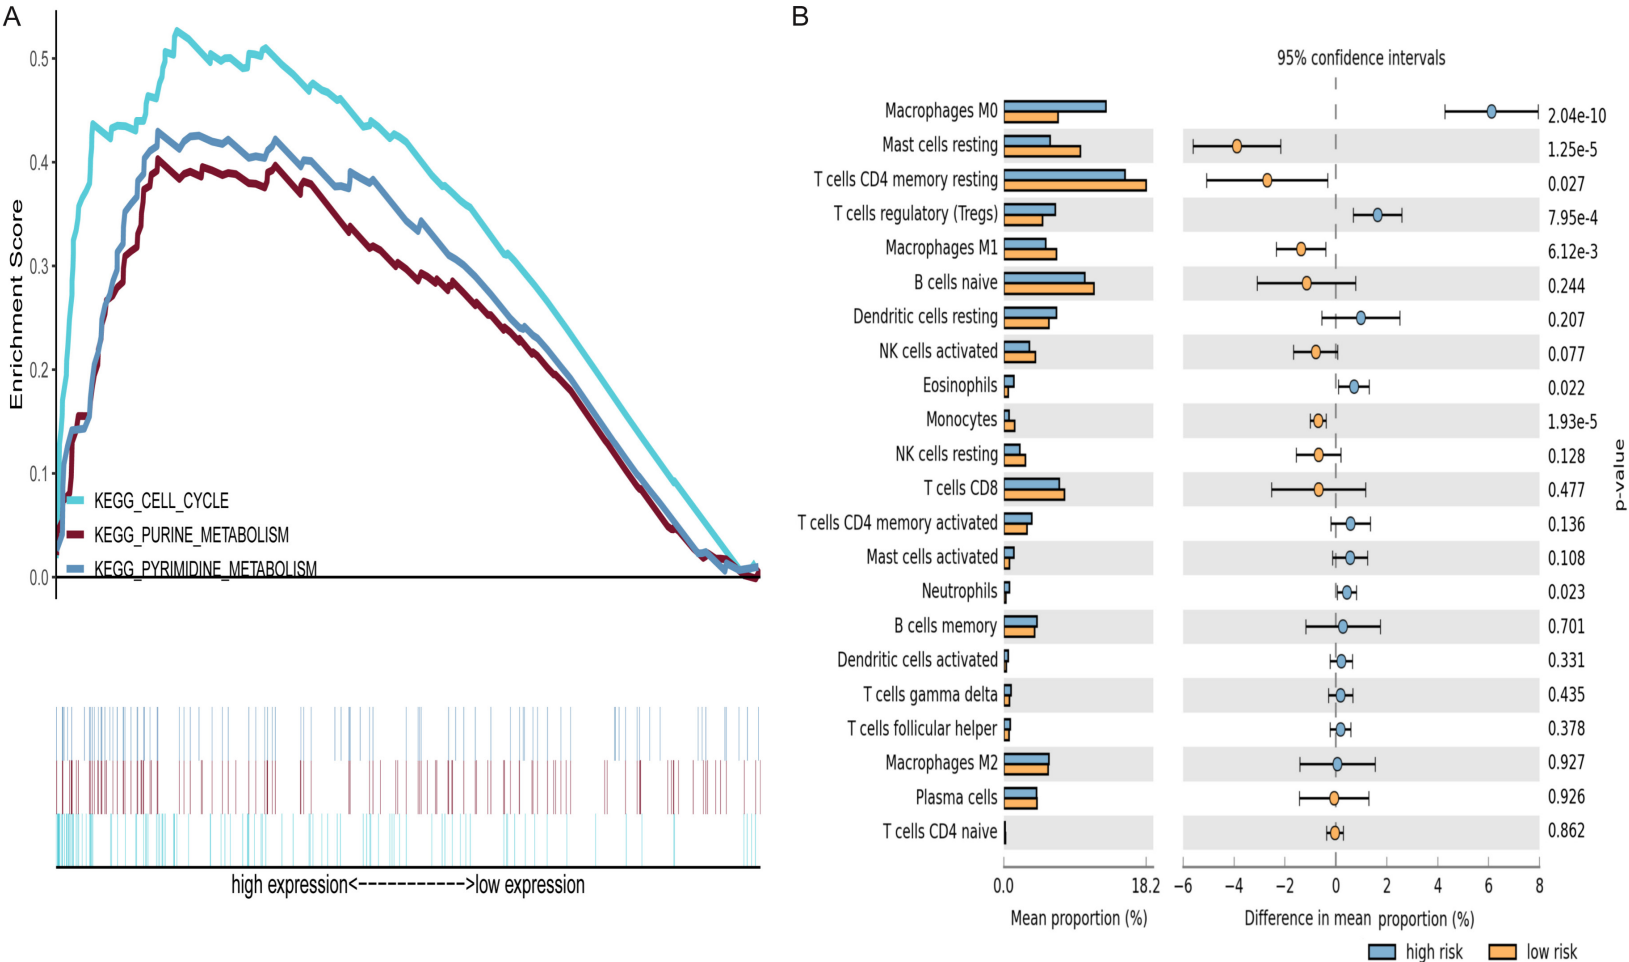 A
Enrichment Score
0.5
0.4
0.3
0.2
0.1
0.0
KEGG_CELL_CYCLE
KEGG_PURINE_METABOLISM
KEGG_PYRIMIDINE_METABOLISM
high expression<------------>low expression
B
95% confidence intervals
Macrophages M0 2.04e-10
Mast cells resting 1.25e-5
T cells CD4 memory resting 0.027
T cells regulatory (Tregs) 7.95e-4
Macrophages M1 6.12e-3
B cells naive 0.244
Dendritic cells resting 0.207
NK cells activated 0.077
Eosinophils 0.022
Monocytes 1.93e-5
NK cells resting 0.128
T cells CD8 0.477
T cells CD4 memory activated 0.136
Mast cells activated 0.108
Neutrophils 0.023
B cells memory 0.701
Dendritic cells activated 0.331
T cells gamma delta 0.435
T cells follicular helper 0.378
Macrophages M2 0.927
Plasma cells 0.926
T cells CD4 naive 0.862
p-value
0.0 18.2 −6 −4 −2 0 2 4 6 8
Mean proportion (%) Difference in mean proportion (%)
high risk low risk